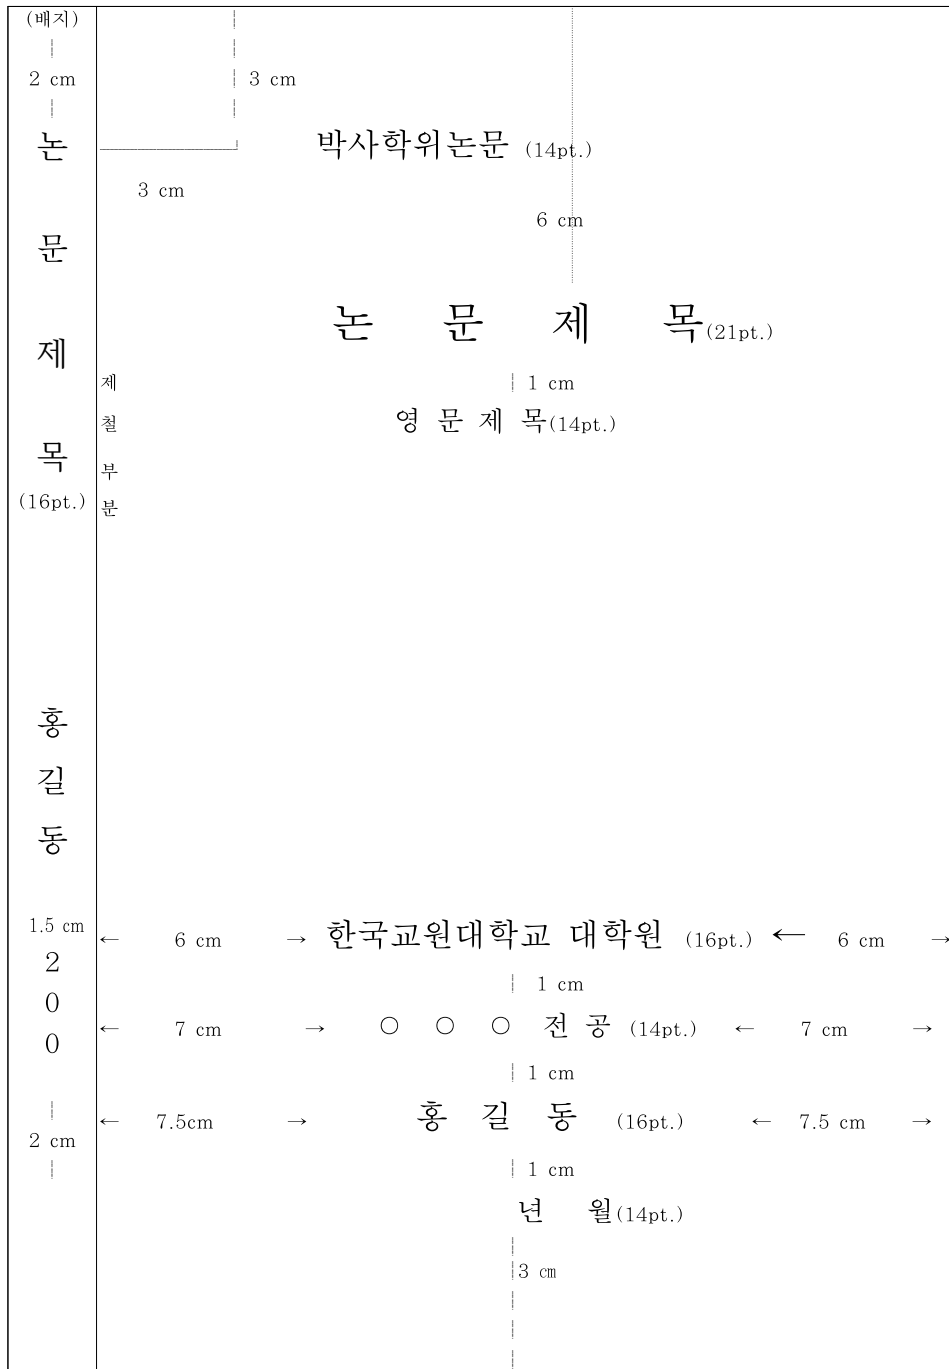 (배지)
2 cm
논
문
제
목
(16pt.)
홍
길
동
1.5 cm
2
0
0
2 cm
제
철
부
분
3 cm
박사학위논문 (14pt.)
3 cm
6 cm
논 문 제 목(21pt.)
1 cm
영 문 제 목(14pt.)
← 6 cm → 한국교원대학교 대학원 (16pt.) ← 6 cm →
1 cm
← 7 cm → ○ ○ ○ 전 공 (14pt.) ← 7 cm →
1 cm
← 7.5cm → 홍 길 동 (16pt.) ← 7.5 cm →
1 cm
년 월(14pt.)
3 ㎝